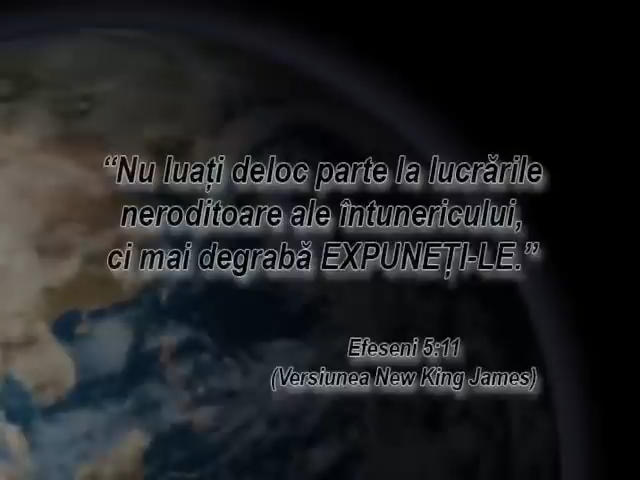 “Nu luați deloc parte la lucrările
neroditoare ale întunericului,
ci mai degrabă EXPUNEȚI-LE.”
Efeseni 5:11
(Versiunea New King James)